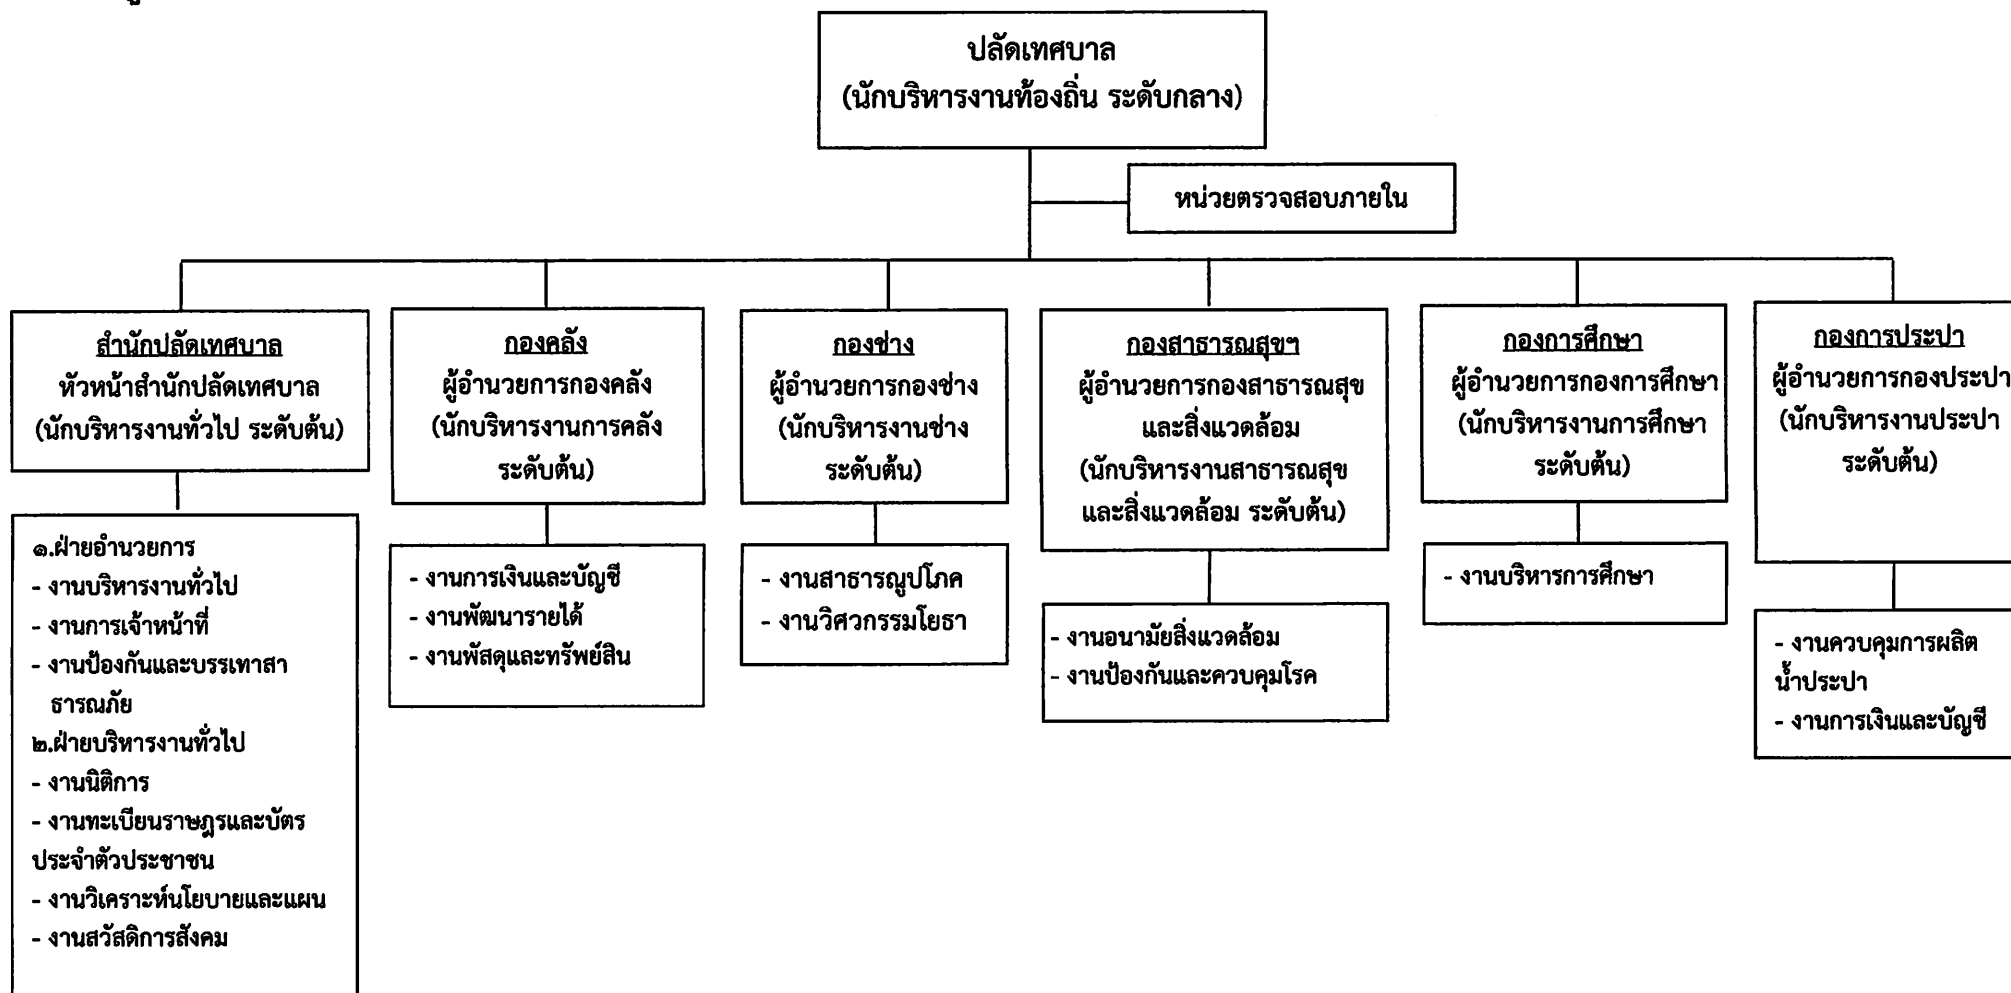 ปลัดเทศบาล
(นักบริหารงานท้องถิ่น ระดับกลาง)
หน่วยตรวจสอบภายใน
สำนักปลัดเทศบาล
หัวหน้าสำนักปลัดเทศบาล
(นักบริหารงานทั่วไป ระดับต้น)
๑.ฝ่ายอำนวยการ
- งานบริหารงานทั่วไป
- งานการเจ้าหน้าที่
- งานป้องกันและบรรเทาสา
ธารณภัย
๒.ฝ่ายบริหารงานทั่วไป
- งานนิติการ
- งานทะเบียนราษฎรและบัตร
ประจำตัวประชาชน
- งานวิเคราะห์นโยบายและแผน
- งานสวัสดิการสังคม
กองคลัง
ผู้อำนวยการกองคลัง
(นักบริหารงานการคลัง
ระดับต้น)
- งานการเงินและบัญชี
- งานพัฒนารายได้
- งานพัสดุและทรัพย์สิน
กองช่าง
ผู้อำนวยการกองช่าง
(นักบริหารงานช่าง
ระดับต้น)
- งานสาธารณูปโภค
- งานวิศวกรรมโยธา
กองสาธารณสุขฯ
ผู้อำนวยการกองสาธารณสุข
และสิ่งแวดล้อม
(นักบริหารงานสาธารณสุข
และสิ่งแวดล้อม ระดับต้น)
- งานอนามัยสิ่งแวดล้อม
- งานป้องกันและควบคุมโรค
กองการศึกษา
ผู้อำนวยการกองการศึกษา
(นักบริหารงานการศึกษา
ระดับต้น)
- งานบริหารการศึกษา
กองการประปา
ผู้อำนวยการกองประปา
(นักบริหารงานประปา
ระดับต้น)
- งานควบคุมการผลิต
น้ำประปา
- งานการเงินและบัญชี